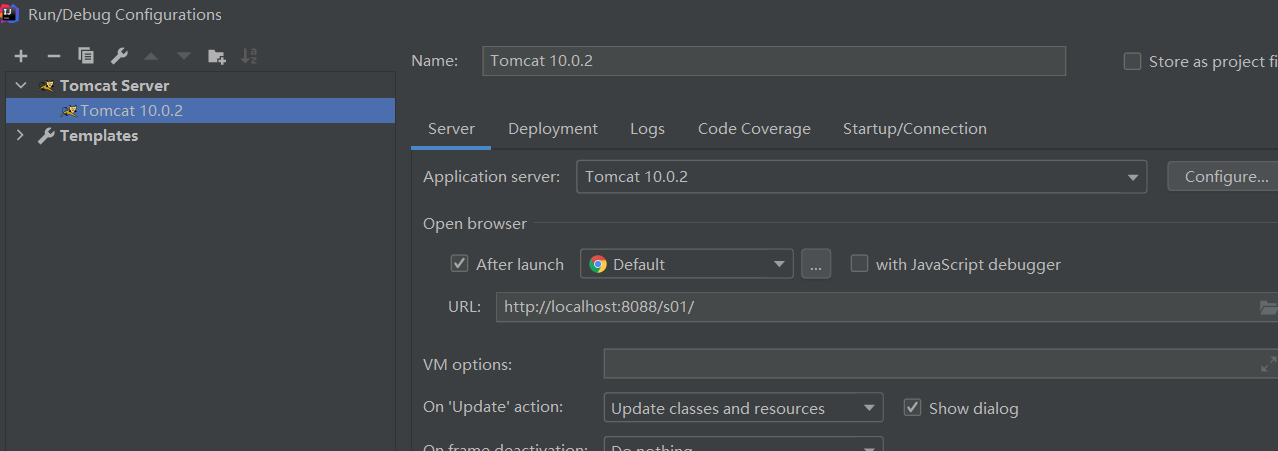 Run/Debug Configurations
Name: Tomcat 10.0.2 Store as project fi
Tomcat Server
Tomcat 10.0.2
Templates
Server Deployment Logs Code Coverage Startup/Connection
Application server: Tomcat 10.0.2 Configure...
Open browser
After launch Default ... with JavaScript debugger
URL: http://localhost:8088/s01/
VM options:
On 'Update' action: Update classes and resources Show dialog
On frame deactivation: Do nothing